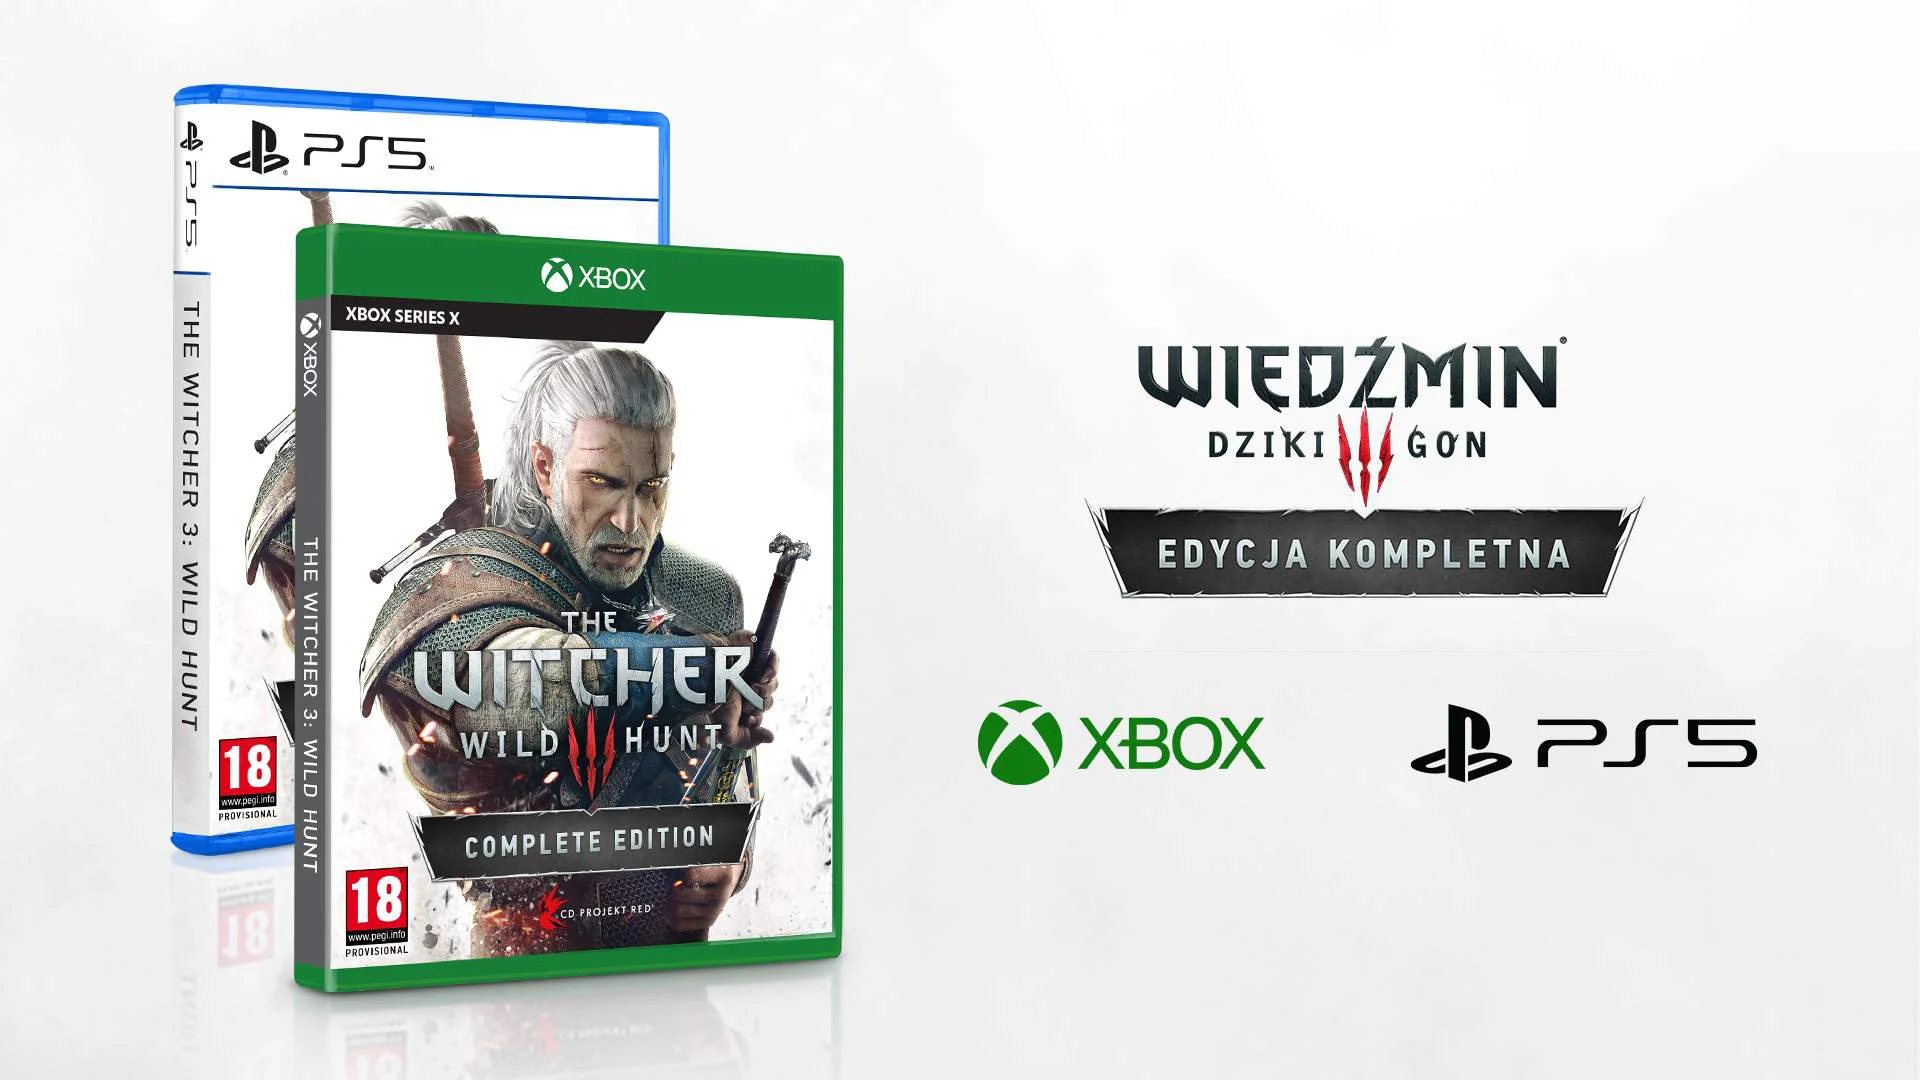 PS5
PS5
THE WITCHER 3: WILD HUNT
18
www.pegi.info
PROVISIONAL
XBOX
XBOX SERIES X
XBOX
THE WITCHER 3: WILD HUNT
THE
WITCHER
WILD HUNT
COMPLETE EDITION
CD PROJEKT RED
18
www.pegi.info
PROVISIONAL
WIEDŹMIN
DZIKI GON
EDYCJA KOMPLETNA
XBOX
PS5